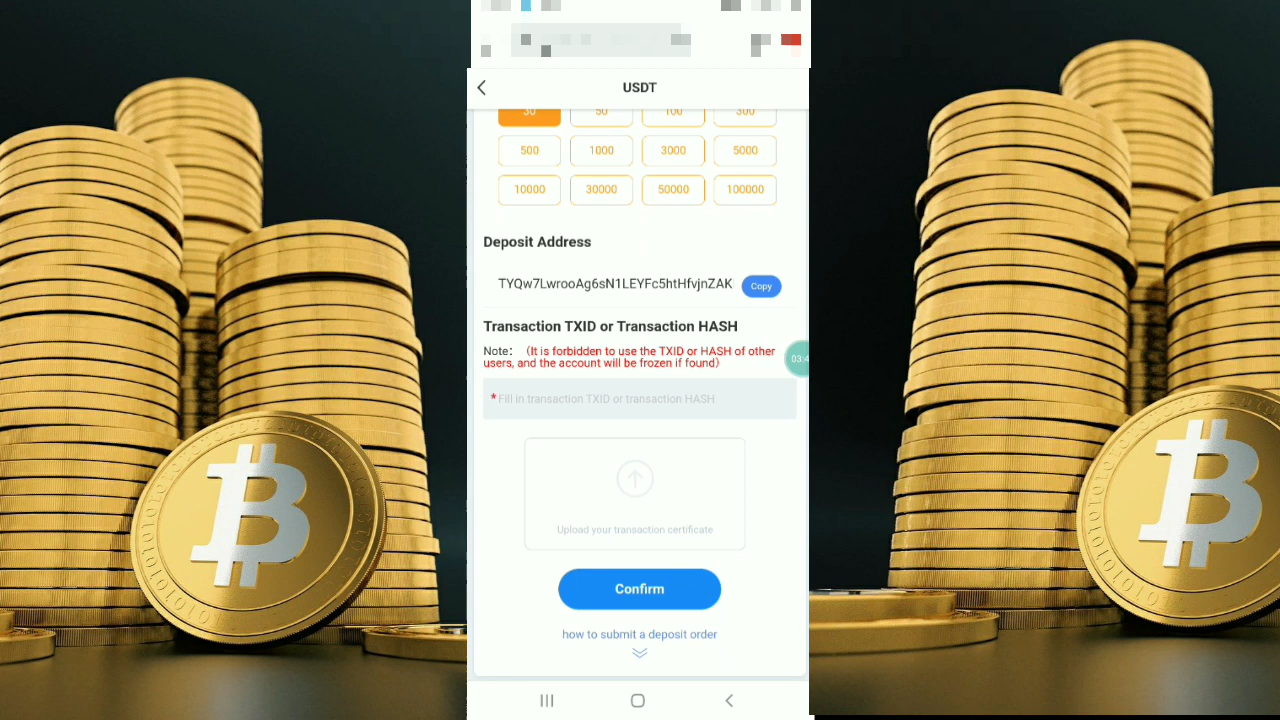 USDT
30 50 100 300
500 1000 3000 5000
10000 30000 50000 100000
Deposit Address
TYQw7LwrooAg6sN1LEYFc5htHfvjnZAK Copy
Transaction TXID or Transaction HASH
Note: (It is forbidden to use the TXID or HASH of other
users, and the account will be frozen if found)
03:4
* Fill in transaction TXID or transaction HASH
Upload your transaction certificate
Confirm
how to submit a deposit order